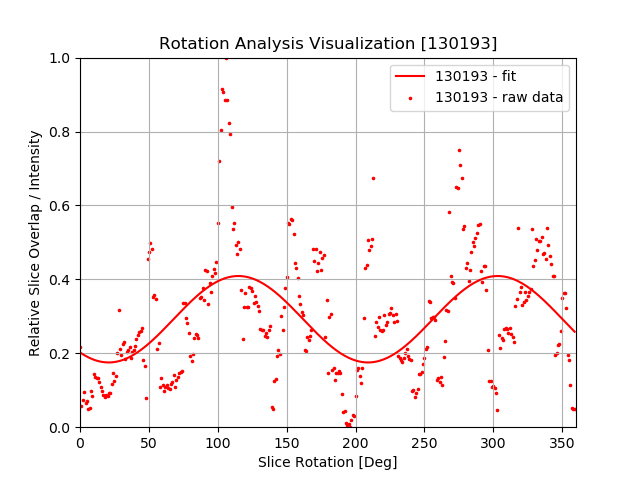 Rotation Analysis Visualization [130193]
130193 - fit
130193 - raw data
Relative Slice Overlap / Intensity
1.0
0.8
0.6
0.4
0.2
0.0
0 50 100 150 200 250 300 350
Slice Rotation [Deg]